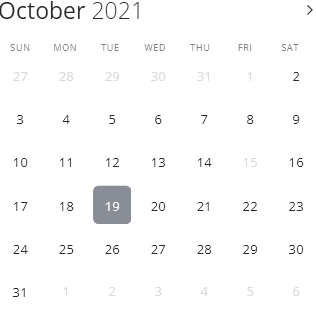 October 2021
SUN MON TUE WED THU FRI SAT
27 28 29 30 31 1 2
3 4 5 6 7 8 9
10 11 12 13 14 15 16
17 18 19 20 21 22 23
24 25 26 27 28 29 30
31 1 2 3 4 5 6